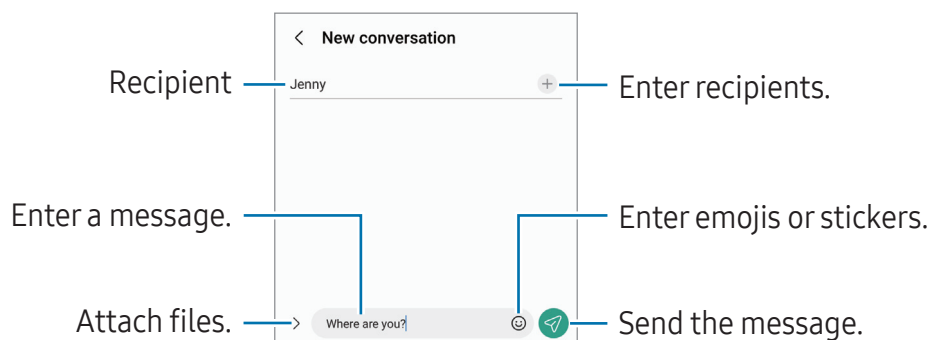 New conversation
Recipient
Jenny
Enter recipients.
Enter a message.
Enter emojis or stickers.
Attach files.
Where are you?
Send the message.